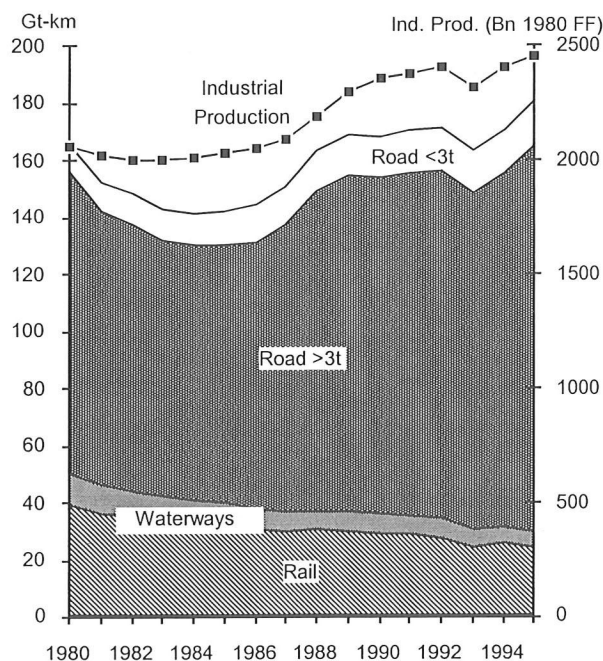 Gt-km
Ind. Prod. (Bn 1980 FF)
200
2500
180
Industrial
Production
160
Road <3t
2000
140
120
1500
100
Road >3t
80
1000
60
40
Waterways
500
20
Rail
0
0
1980 1982 1984 1986 1988 1990 1992 1994